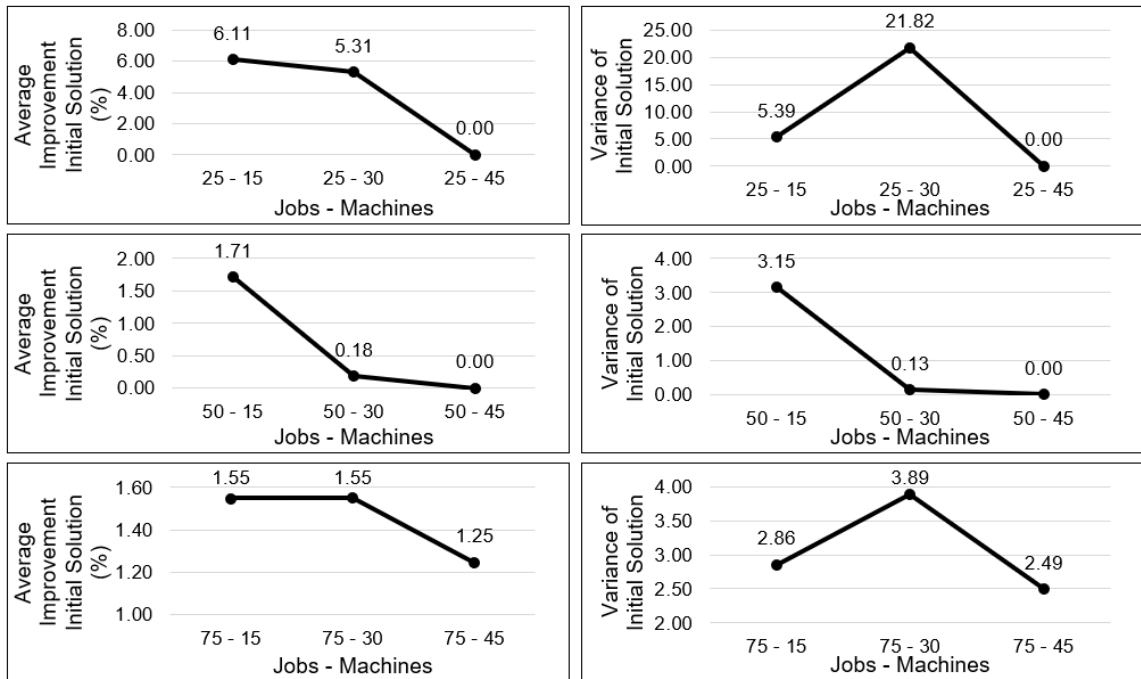 Average
Improvement
Initial Solution
(%)
8.00
6.00
4.00
2.00
0.00
6.11
5.31
0.00
25 - 15
25 - 30
25 - 45
Jobs - Machines
Variance of
Initial Solution
25.00
20.00
15.00
10.00
5.00
0.00
5.39
21.82
0.00
25 - 15
25 - 30
25 - 45
Jobs - Machines
Average
Improvement
Initial Solution
(%)
2.00
1.50
1.00
0.50
0.00
1.71
0.18
0.00
50 - 15
50 - 30
50 - 45
Jobs - Machines
Variance of
Initial Solution
4.00
3.00
2.00
1.00
0.00
3.15
0.13
0.00
50 - 15
50 - 30
50 - 45
Jobs - Machines
Average
Improvement
Initial Solution
(%)
1.60
1.40
1.20
1.00
1.55
1.55
1.25
75 - 15
75 - 30
75 - 45
Jobs - Machines
Variance of
Initial Solution
4.00
3.50
3.00
2.50
2.00
2.86
3.89
2.49
75 - 15
75 - 30
75 - 45
Jobs - Machines